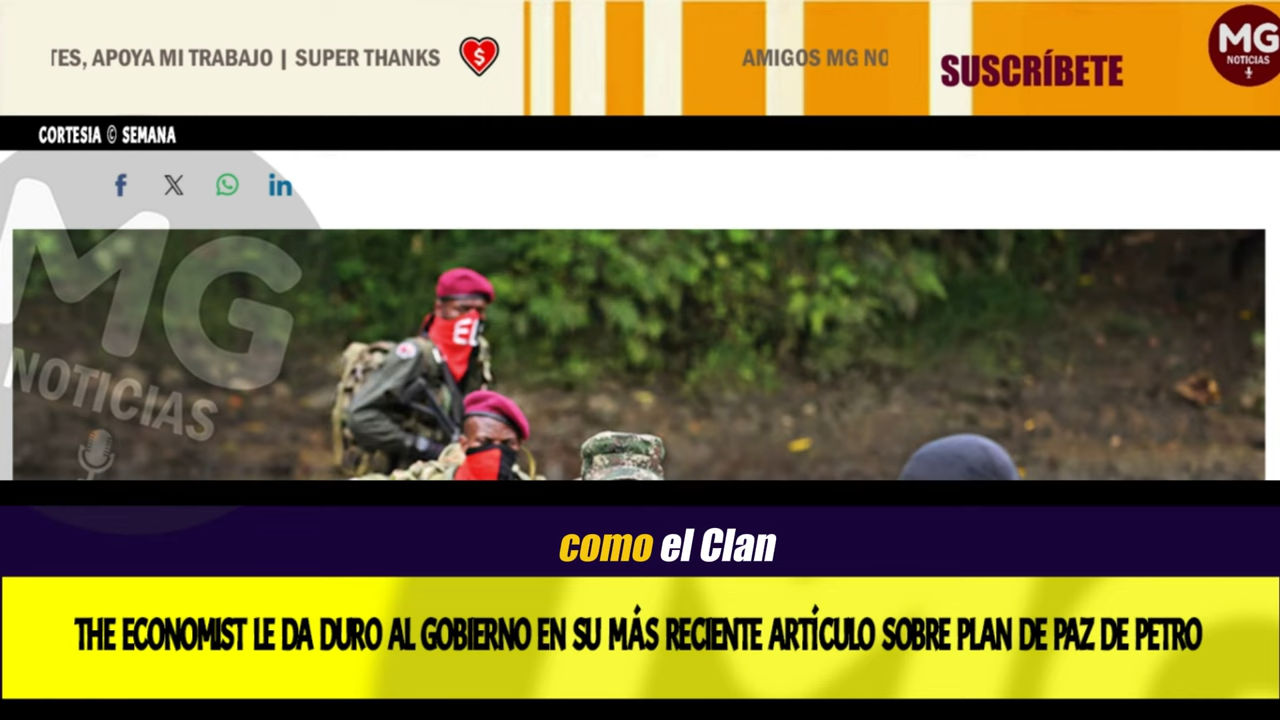 TES, APOYA MI TRABAJO | SUPER THANKS
AMIGOS MG NO
SUSCRÍBETE
MG
NOTICIAS
CORTESIA © SEMANA
MG
NOTICIAS
EL
como el Clan
THE ECONOMIST LE DA DURO AL GOBIERNO EN SU MÁS RECIENTE ARTÍCULO SOBRE PLAN DE PAZ DE PETRO